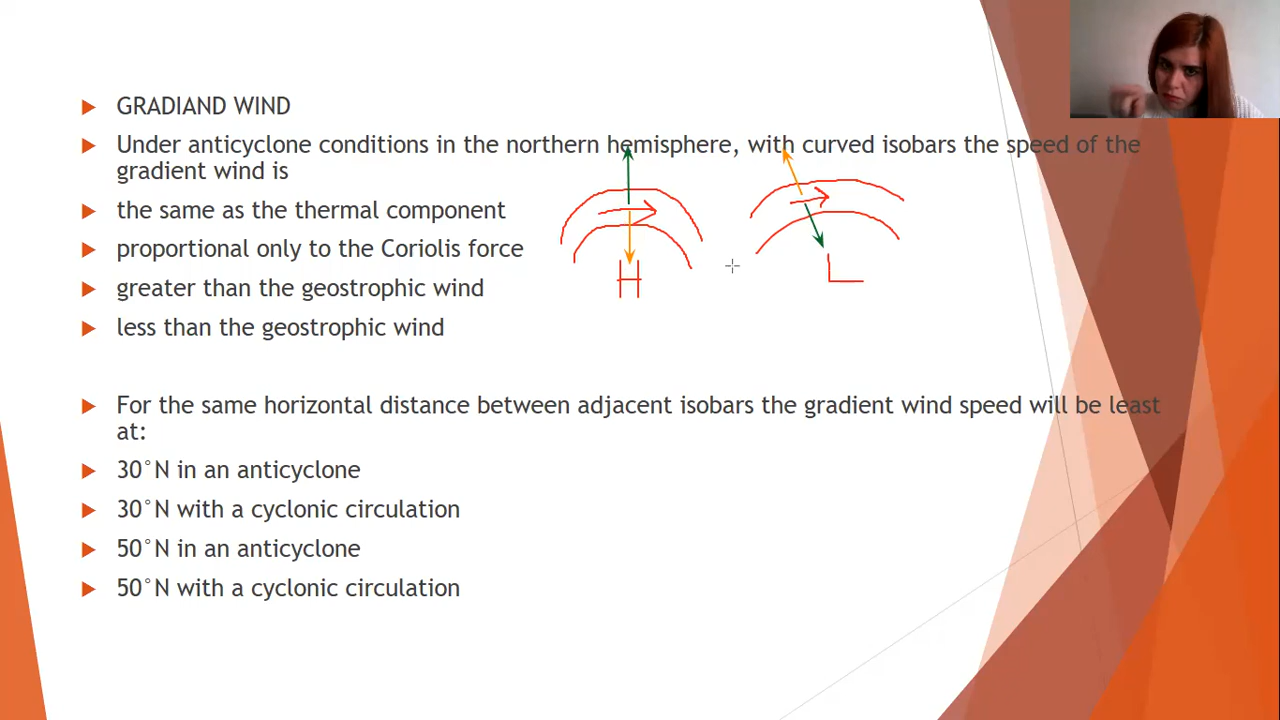 GRADIAND WIND
Under anticyclone conditions in the northern hemisphere, with curved isobars the speed of the
gradient wind is
the same as the thermal component
proportional only to the Coriolis force
greater than the geostrophic wind
less than the geostrophic wind
H
L
For the same horizontal distance between adjacent isobars the gradient wind speed will be least
at:
30°N in an anticyclone
30°N with a cyclonic circulation
50°N in an anticyclone
50°N with a cyclonic circulation